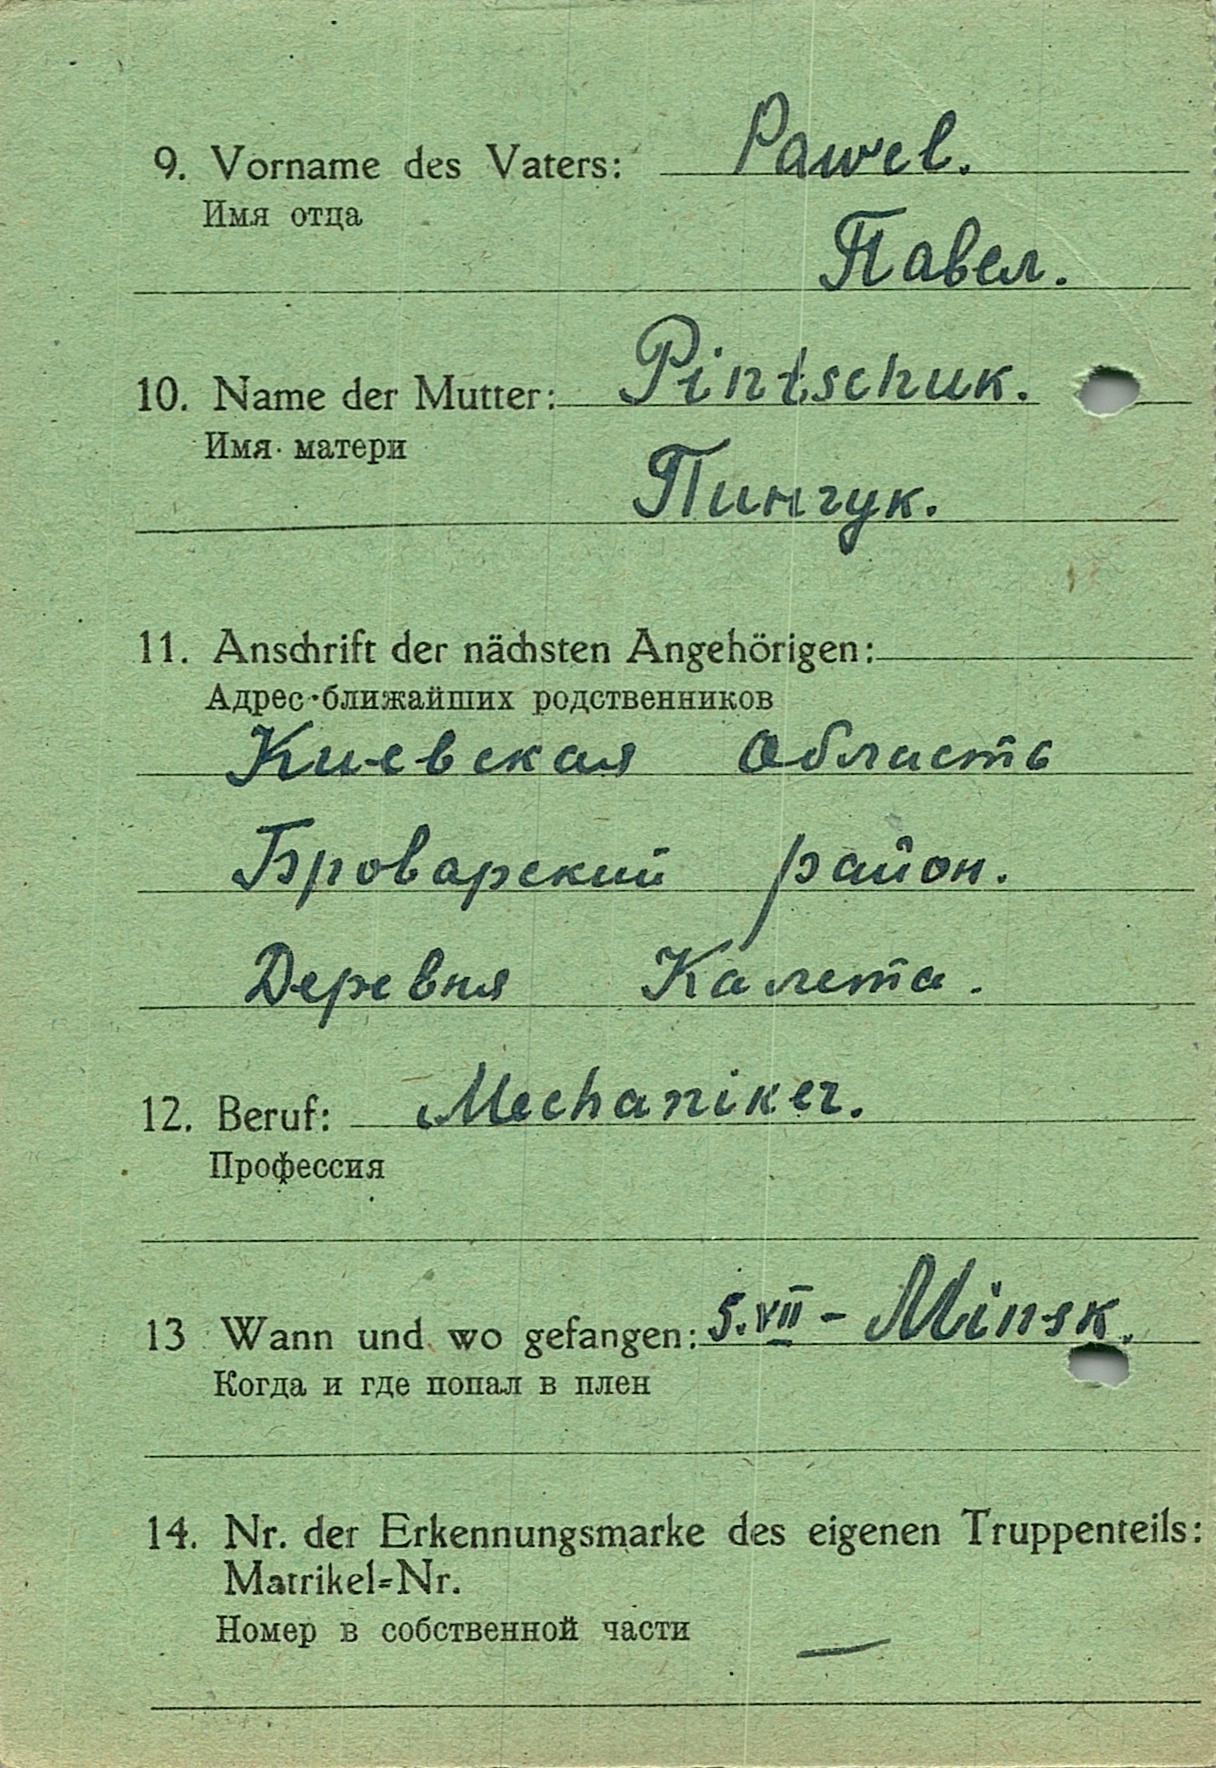 9. Vorname des Vaters: Pawel.
Имя отца
Павел.
10. Name der Mutter: Pintschuk.
Имя матери
Пинчук.
11. Anschrift der nächsten Angehörigen:
Адрес ближайших родственников
Киевская Область
Броварский район.
Деревня Калета.
12. Beruf: Mechaniker.
Профессия
13 Wann und wo gefangen: 5.VII – Minsk.
Когда и где попал в плен
14. Nr. der Erkennungsmarke des eigenen Truppenteils:
Matrikel-Nr.
Номер в собственной части
—